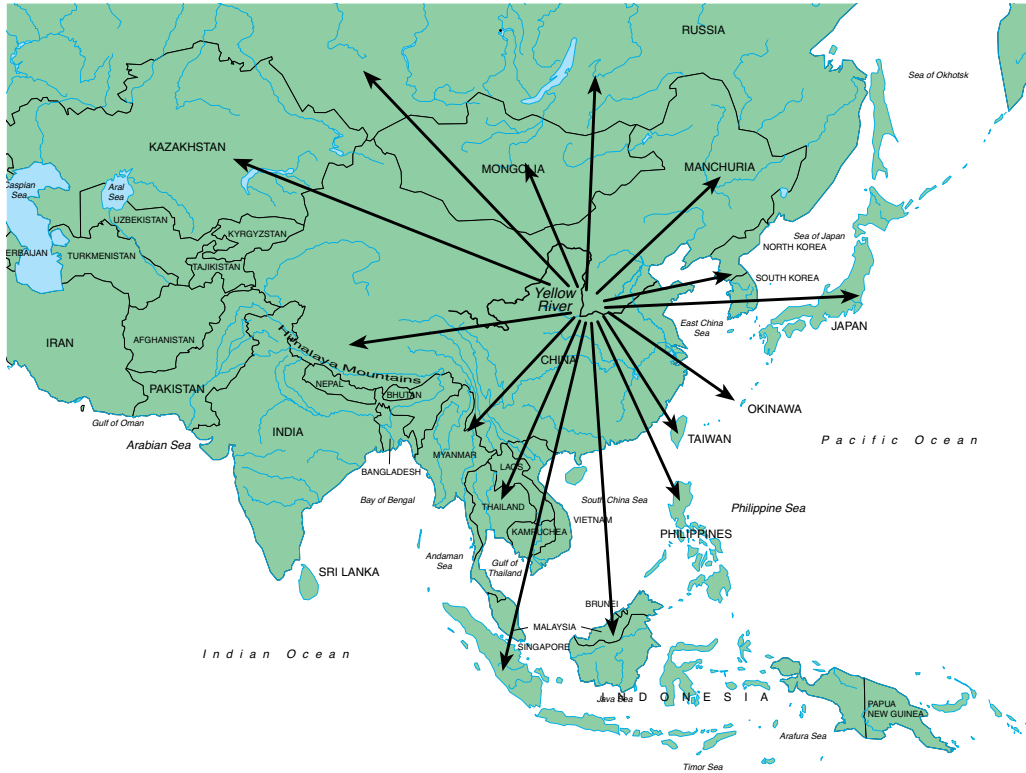 RUSSIA
Sea of Okhotsk
KAZAKHSTAN
MONGOLIA
MANCHURIA
Caspian
Sea
Aral
Sea
UZBEKISTAN
KYRGYZSTAN
Sea of Japan
NORTH KOREA
ERBAIJAN
TURKMENISTAN
TAJIKISTAN
SOUTH KOREA
Yellow
River
East China
Sea
JAPAN
IRAN
AFGHANISTAN
Himalaya Mountains
CHINA
PAKISTAN
NEPAL
BHUTAN
OKINAWA
Gulf of Oman
Arabian Sea
INDIA
TAIWAN
Pacific Ocean
MYANMAR
BANGLADESH
LAOS
Bay of Bengal
South China Sea
THAILAND
Philippine Sea
VIETNAM
KAMPUCHEA
PHILIPPINES
Andaman
Sea
Gulf of
Thailand
SRI LANKA
BRUNEI
MALAYSIA
SINGAPORE
Indian Ocean
INDONESIA
Java Sea
PAPUA
NEW GUINEA
Arafura Sea
Timor Sea